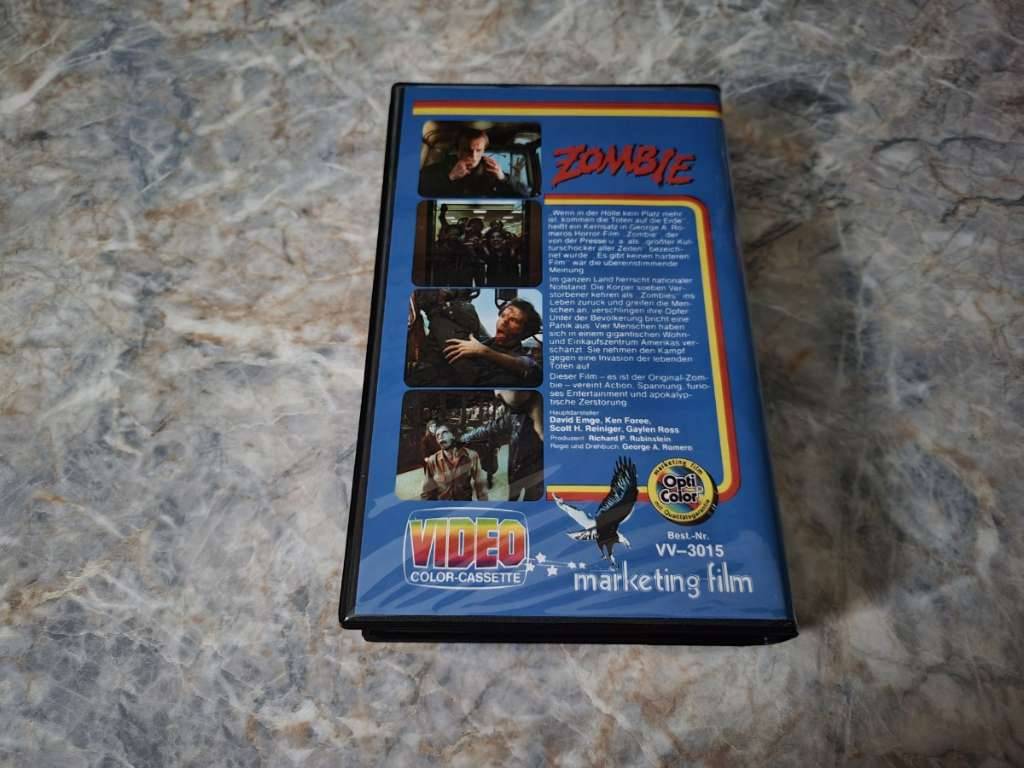 ZOMBIE
„Wenn in der Hölle kein Platz mehr
ist, kommen die Toten auf die Erde"
heißt ein Kernsatz in George A. Ro-
meros Horror-Film „Zombie", der
von der Presse u. a. als „größter Kul-
turschocker aller Zeiten" bezeich-
net wurde. „Es gibt keinen härteren
Film" war die übereinstimmende
Meinung.
Im ganzen Land herrscht nationaler
Notstand. Die Körper soeben Ver-
storbener kehren als „Zombies" ins
Leben zurück und greifen die Men-
schen an, verschlingen ihre Opfer.
Unter der Bevölkerung bricht eine
Panik aus. Vier Menschen haben
sich in einem gigantischen Wohn-
und Einkaufszentrum Amerikas ver-
schanzt. Sie nehmen den Kampf
gegen eine Invasion der lebenden
Toten auf.
Dieser Film – es ist der Original-Zom-
bie – vereint Action, Spannung, furio-
ses Entertainment und apokalyp-
tische Zerstörung.
Hauptdarsteller
David Emge, Ken Foree,
Scott H. Reiniger, Gaylen Ross
Produzent: Richard P. Rubinstein
Regie und Drehbuch: George A. Romero
marketing film
Opti
Color
mit Qualitätsgarantie
Best.-Nr.
VV–3015
VIDEO
COLOR-CASSETTE
marketing film